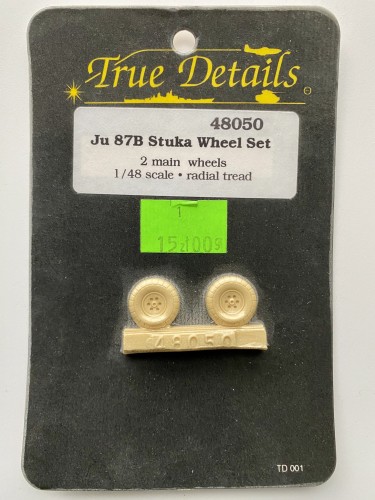 True Details
48050
Ju 87B Stuka Wheel Set
2 main wheels
1/48 scale • radial tread
48050
TD 001